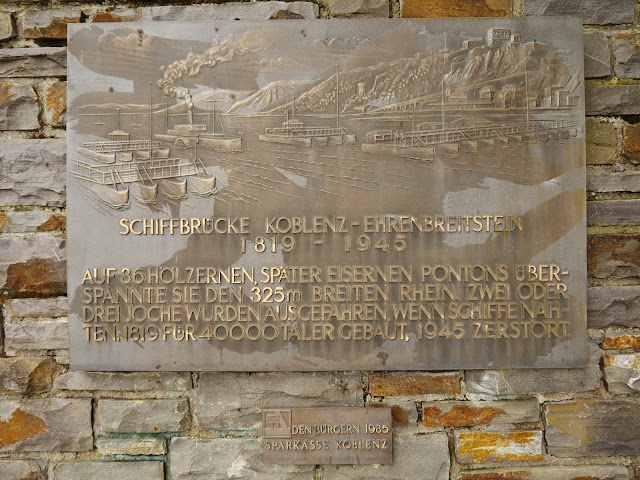 SCHIFFBRÜCKE KOBLENZ - EHRENBREITSTEIN
1819 - 1945
AUF 36 HÖLZERNEN, SPÄTER EISERNEN PONTONS ÜBER-
SPANNTE SIE DEN 325m BREITEN RHEIN. ZWEI ODER
DREI JOCHE WURDEN AUSGEFAHREN, WENN SCHIFFE NAH-
TEN. 1819 FÜR 40000 TALER GEBAUT, 1945 ZERSTÖRT.
DEN BÜRGERN 1985
SPARKASSE KOBLENZ